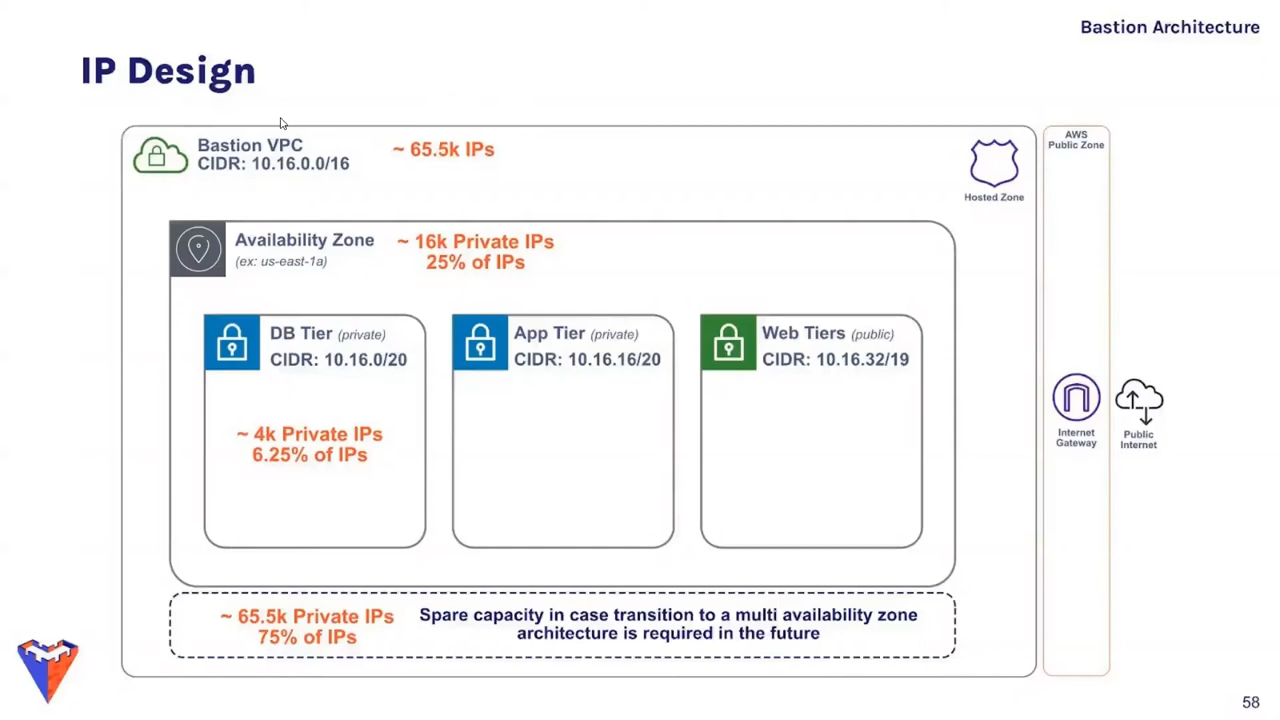 Bastion Architecture
IP Design
Bastion VPC
CIDR: 10.16.0.0/16
~ 65.5k IPs
AWS
Public Zone
Hosted Zone
Availability Zone
(ex: us-east-1a)
~ 16k Private IPs
25% of IPs
DB Tier (private)
CIDR: 10.16.0/20
App Tier (private)
CIDR: 10.16.16/20
Web Tiers (public)
CIDR: 10.16.32/19
~ 4k Private IPs
6.25% of IPs
Internet
Gateway
Public
Internet
~ 65.5k Private IPs
75% of IPs
Spare capacity in case transition to a multi availability zone
architecture is required in the future
58